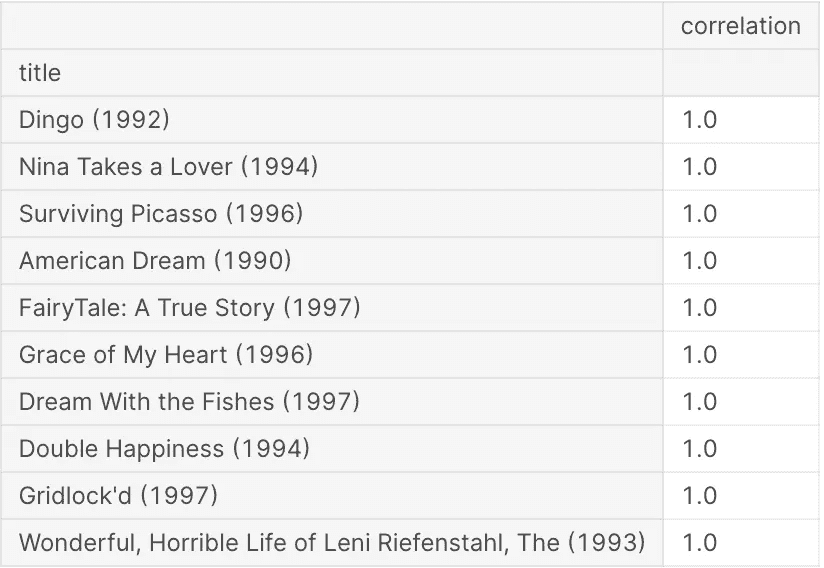 correlation
title
Dingo (1992) 1.0
Nina Takes a Lover (1994) 1.0
Surviving Picasso (1996) 1.0
American Dream (1990) 1.0
FairyTale: A True Story (1997) 1.0
Grace of My Heart (1996) 1.0
Dream With the Fishes (1997) 1.0
Double Happiness (1994) 1.0
Gridlock'd (1997) 1.0
Wonderful, Horrible Life of Leni Riefenstahl, The (1993) 1.0